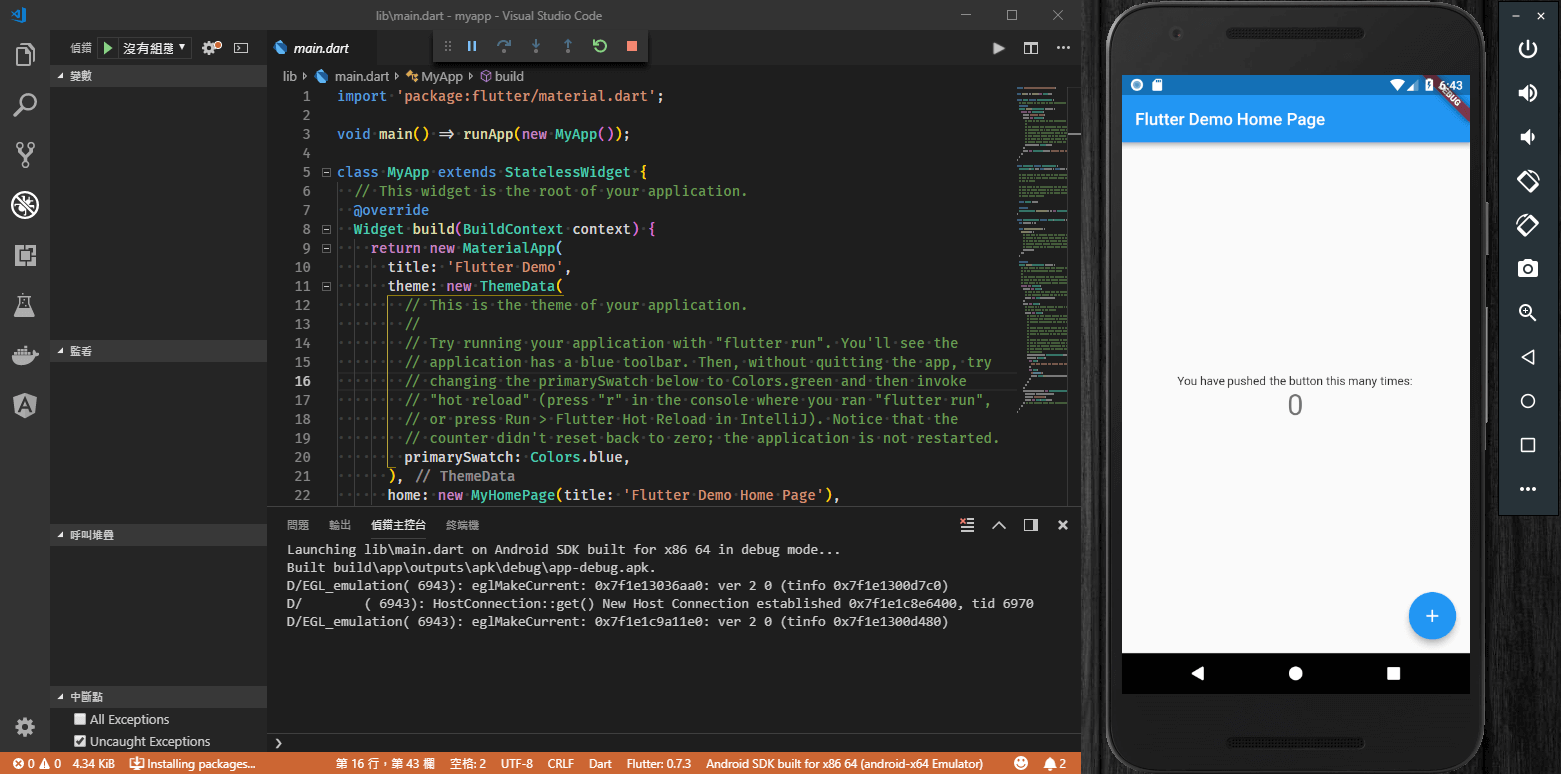 lib\main.dart - myapp - Visual Studio Code
偵錯 沒有組態
main.dart
變數
監看
呼叫堆疊
中斷點
All Exceptions
Uncaught Exceptions
lib main.dart MyApp build
1 import 'package:flutter/material.dart';
2
3 void main() => runApp(new MyApp());
4
5 class MyApp extends StatelessWidget {
6 // This widget is the root of your application.
7 @override
8 Widget build(BuildContext context) {
9 return new MaterialApp(
10 title: 'Flutter Demo',
11 theme: new ThemeData(
12 // This is the theme of your application.
13 //
14 // Try running your application with "flutter run". You'll see the
15 // application has a blue toolbar. Then, without quitting the app, try
16 // changing the primarySwatch below to Colors.green and then invoke
17 // "hot reload" (press "r" in the console where you ran "flutter run",
18 // or press Run > Flutter Hot Reload in IntelliJ). Notice that the
19 // counter didn't reset back to zero; the application is not restarted.
20 primarySwatch: Colors.blue,
21 ), // ThemeData
22 home: new MyHomePage(title: 'Flutter Demo Home Page'),
問題 輸出 偵錯主控台 終端機
Launching lib\main.dart on Android SDK built for x86 64 in debug mode...
Built build\app\outputs\apk\debug\app-debug.apk.
D/EGL_emulation( 6943): eglMakeCurrent: 0x7f1e13036aa0: ver 2 0 (tinfo 0x7f1e1300d7c0)
D/ ( 6943): HostConnection::get() New Host Connection established 0x7f1e1c8e6400, tid 6970
D/EGL_emulation( 6943): eglMakeCurrent: 0x7f1e1c9a11e0: ver 2 0 (tinfo 0x7f1e1300d480)
0 0 4.34 KiB Installing packages... 第 16 行，第 43 欄 空格: 2 UTF-8 CRLF Dart Flutter: 0.7.3 Android SDK built for x86 64 (android-x64 Emulator) 2
6:43
DEBUG
Flutter Demo Home Page
You have pushed the button this many times:
0